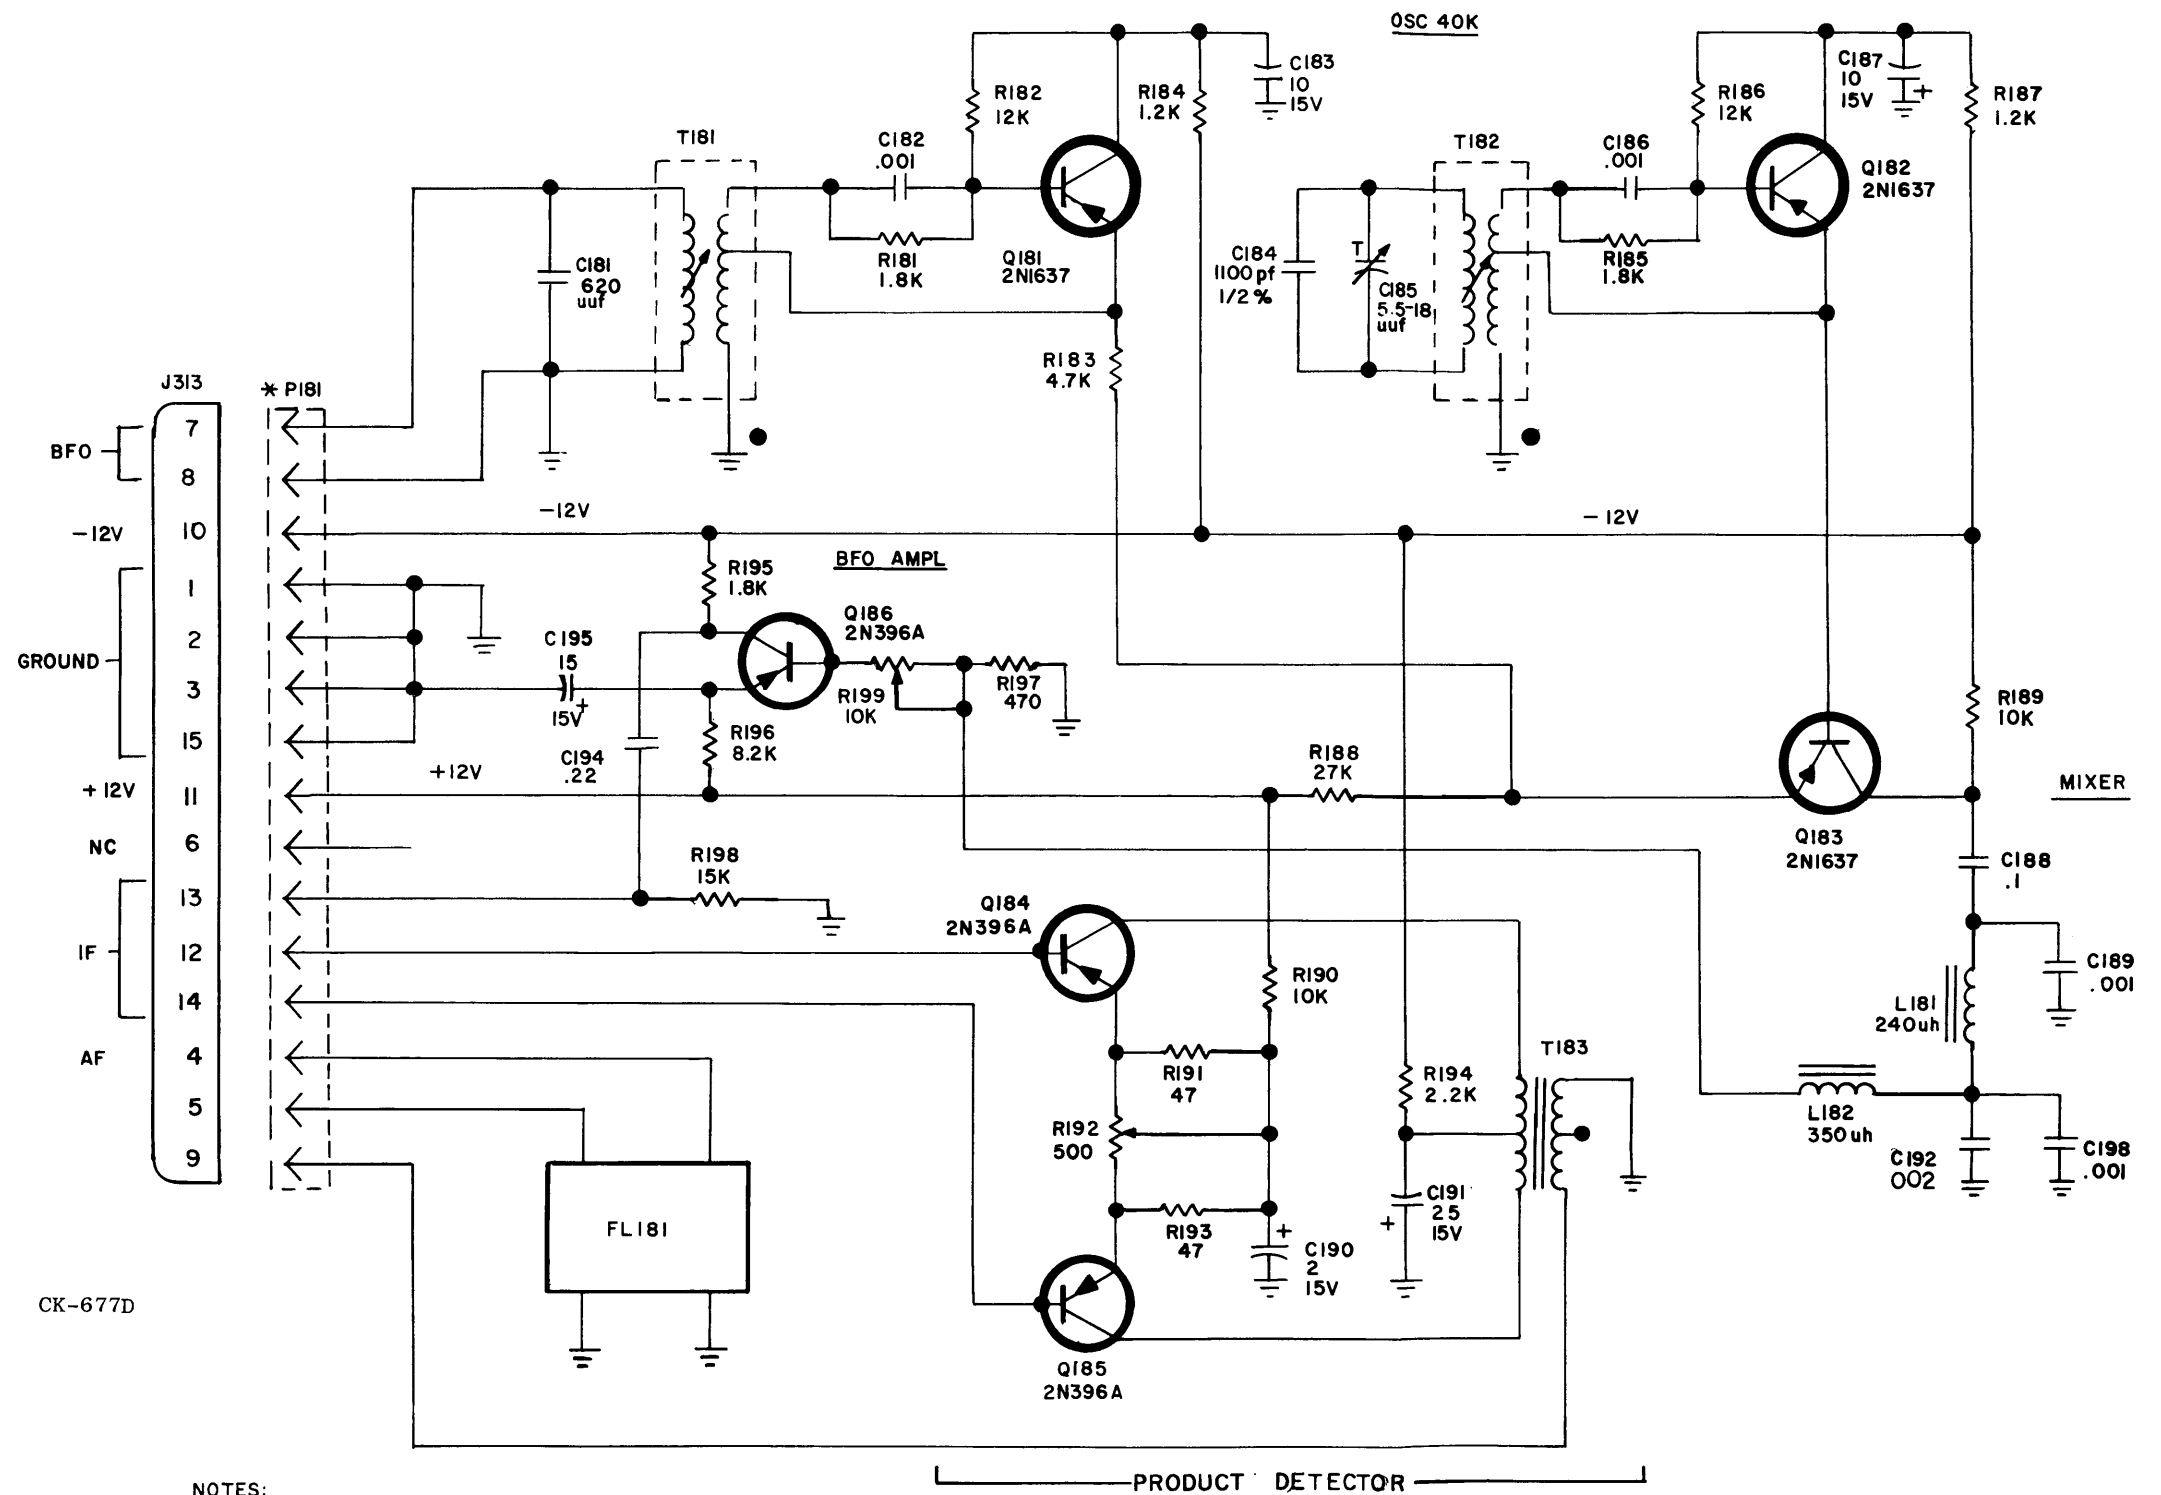 OSC 40K
C183
10
15V
R182
12K
R184
1.2K
C187
10
15V
+
R186
12K
R187
1.2K
T181
C182
.001
T182
C186
.001
Q182
2N1637
C181
620
uuf
R181
1.8K
Q181
2N1637
C184
1100pf
1/2%
T
C185
5.5-18
uuf
R185
1.8K
R183
4.7K
J313
* P181
BFO
7
8
-12V
10
-12V
-12V
GROUND
1
2
3
15
BFO AMPL
R195
1.8K
Q186
2N396A
C195
15
15V
+
R199
10K
R197
470
R196
8.2K
C194
.22
R189
10K
+12V
11
+12V
R188
27K
MIXER
Q183
2N1637
NC
6
R198
15K
C188
.1
IF
13
12
14
Q184
2N396A
R190
10K
C189
.001
L181
240uh
AF
4
5
9
R191
47
R194
2.2K
T183
R192
500
L182
350uh
C192
002
C198
.001
FL181
R193
47
+
C190
2
15V
+
C191
25
15V
CK-677D
Q185
2N396A
PRODUCT DETECTOR
NOTES: